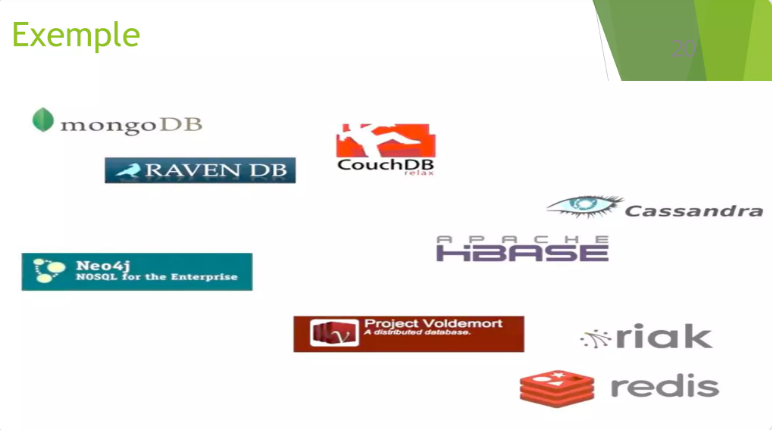 Exemple
20
mongoDB
RAVEN DB
CouchDB
relax
Cassandra
APACHE
HBASE
Neo4j
NOSQL for the Enterprise
Project Voldemort
A distributed database.
riak
redis